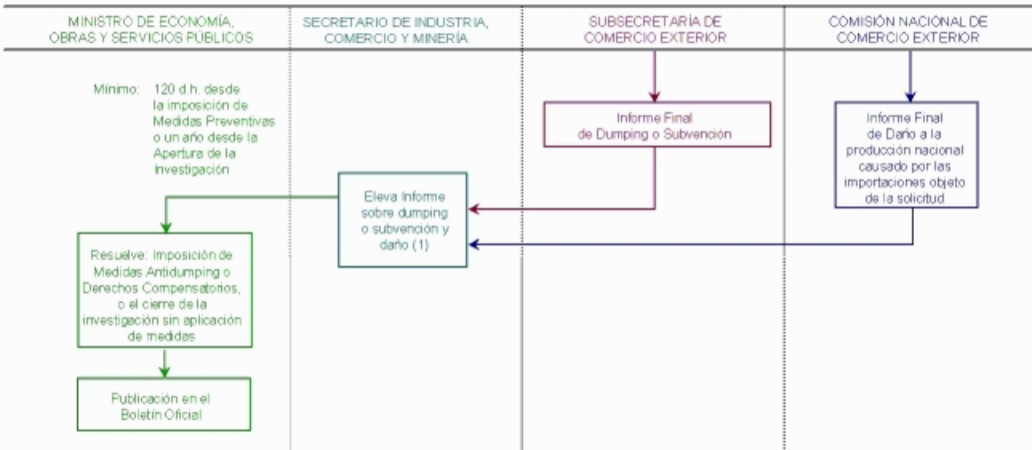 MINISTRO DE ECONOMÍA,
OBRAS Y SERVICIOS PÚBLICOS
SECRETARIO DE INDUSTRIA,
COMERCIO Y MINERÍA
SUBSECRETARÍA DE
COMERCIO EXTERIOR
COMISIÓN NACIONAL DE
COMERCIO EXTERIOR
Mínimo: 120 d.h. desde
la imposición de
Medidas Preventivas
o un año desde la
Apertura de la
Investigación
Informe Final
de Dumping o Subvención
Informe Final
de Daño a la
producción nacional
causado por las
importaciones objeto
de la solicitud
Eleva Informe
sobre dumping
o subvención y
daño (1)
Resuelve: Imposición de
Medidas Antidumping o
Derechos Compensatorios,
o el cierre de la
investigación sin aplicación
de medidas
Publicación en el
Boletín Oficial